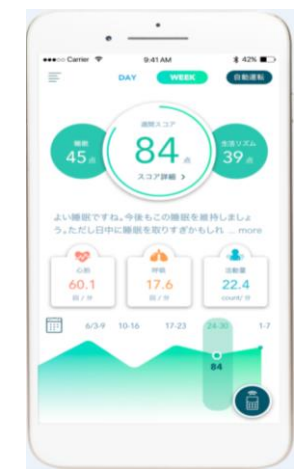 Carrier 9:41 AM 42%
DAY WEEK 自動運転
週間スコア
84点
スコア詳細 >
睡眠
45点
生活リズム
39点
よい睡眠ですね。今後もこの睡眠を維持しましょ
う。ただし日中に睡眠を取りすぎかもしれ ... more
心拍 呼吸 活動量
60.1 17.6 22.4
回 / 分 回 / 分 count/ 分
6/3-9 10-16 17-23 24-30 1-7
84